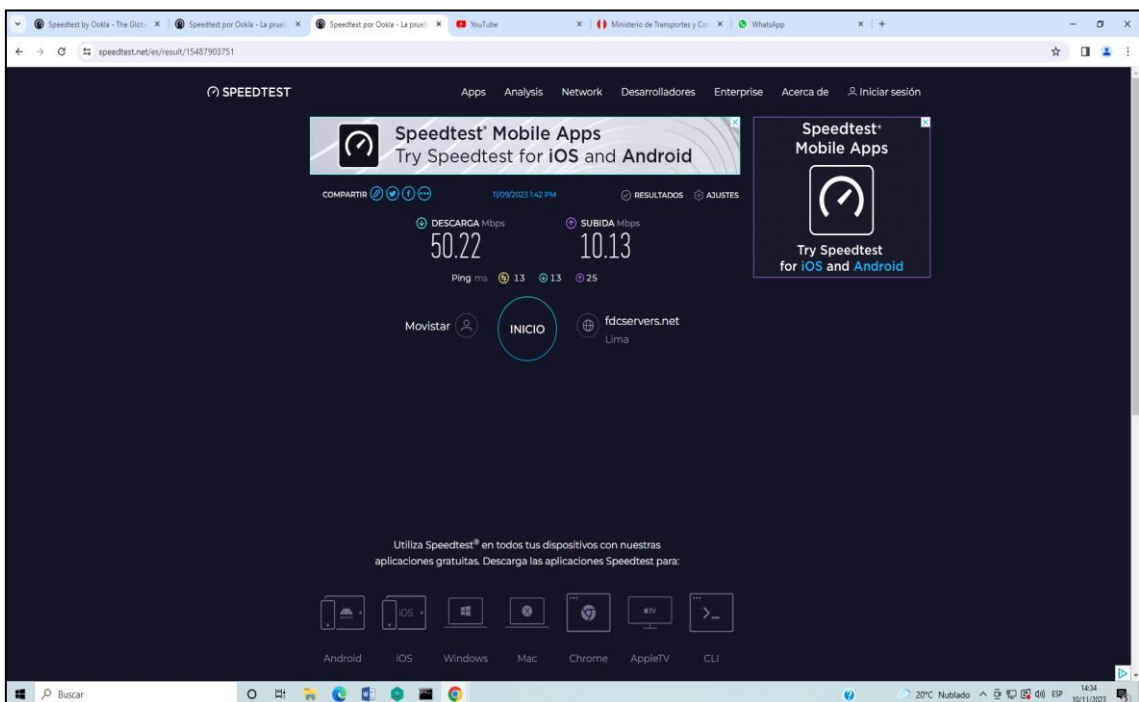 Speedtest by Ookla - The Glob
Speedtest por Ookla - La prueb
Speedtest por Ookla - La prueb
YouTube
Ministerio de Transportes y Co
WhatsApp
speedtest.net/es/result/15487903751
SPEEDTEST
Apps Analysis Network Desarrolladores Enterprise Acerca de Iniciar sesión
Speedtest® Mobile Apps
Try Speedtest for iOS and Android
Speedtest®
Mobile Apps
Try Speedtest
for iOS and Android
COMPARTIR 11/09/2023 1:42 PM RESULTADOS AJUSTES
DESCARGA Mbps SUBIDA Mbps
50.22 10.13
Ping ms 13 13 25
Movistar INICIO fdcservers.net
Lima
Utiliza Speedtest® en todos tus dispositivos con nuestras
aplicaciones gratuitas. Descarga las aplicaciones Speedtest para:
iOS
tv
Android iOS Windows Mac Chrome AppleTV CLI
Buscar
20°C Nublado ESP 14:34
10/11/2023